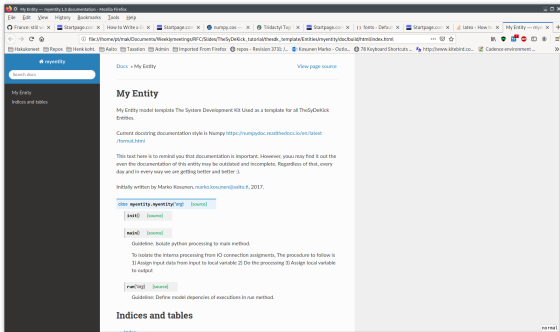 My Entity — myentity 1.0 documentation - Mozilla Firefox
File Edit View History Bookmarks Tools Help
My Entity — myent
file:///home/
Search docs
myentity
My Entity
Indices and tables
Docs » My Entity
View page source
My Entity
My Entity model template The System Development Kit Used as a template for all TheSyDeKick
Entities.
Current docstring documentation style is Numpy https://numpydoc.readthedocs.io/en/latest
/format.html
This text here is to remind you that documentation is important. However, youu may find it out the
even the documentation of this entity may be outdated and incomplete. Regardless of that, every
day and in every way we are getting better and better :).
Initially written by Marko Kosunen, marko.kosunen@aalto.fi, 2017.
class myentity.myentity(*arg) [source]
init() [source]
main() [source]
Guideline. Isolate python processing to main method.
To isolate the interna processing from IO connection assigments, The procedure to follow is
1) Assign input data from input to local variable 2) Do the processing 3) Assign local variable
to output
run(*arg) [source]
Guideline: Define model depencies of executions in run method.
Indices and tables
normal